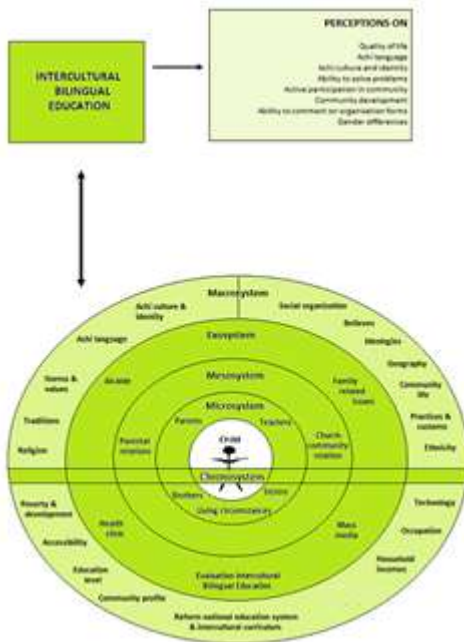 INTERCULTURAL
BILINGUAL
EDUCATION
PERCEPTIONS ON
Quality of life
Achi language
Achi culture and identity
Ability to solve problems
Active participation in community
Community development
Ability to comment on organisation forms
Gender differences
Macrosystem
Achi culture &
identity
Achi language
Norms &
values
Traditions
Religion
Social organisation
Believes
Ideologies
Geography
Community
life
Practices &
customs
Ethnicity
Exosystem
Family
related
issues
Mesosystem
Parental
relations
Church-
community
relation
Microsystem
Parents
Teachers
Child
Chronosystem
Brothers
Living circumstances
Poverty &
development
Accessibility
Education
level
Community profile
Health
clinic
Mass
media
Technology
Occupation
Household
incomes
Evaluation Intercultural
Bilingual Education
Reform national education system
& intercultural curriculum